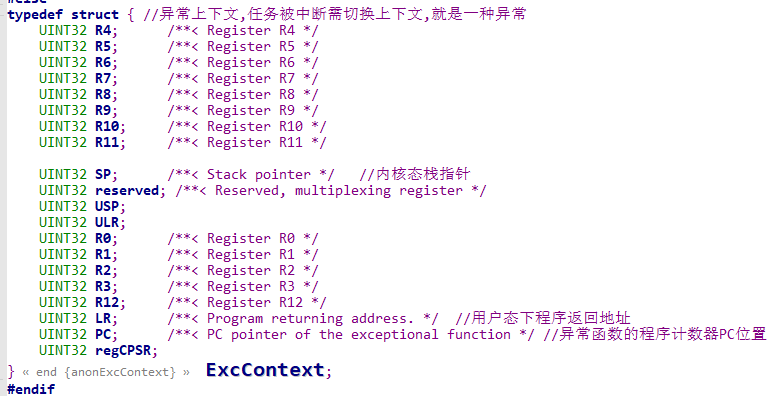 #else
typedef struct { //异常上下文,任务被中断需切换上下文,就是一种异常
    UINT32 R4;      /**< Register R4 */
    UINT32 R5;      /**< Register R5 */
    UINT32 R6;      /**< Register R6 */
    UINT32 R7;      /**< Register R7 */
    UINT32 R8;      /**< Register R8 */
    UINT32 R9;      /**< Register R9 */
    UINT32 R10;     /**< Register R10 */
    UINT32 R11;     /**< Register R11 */
    UINT32 SP;      /**< Stack pointer */   //内核态栈指针
    UINT32 reserved; /**< Reserved, multiplexing register */
    UINT32 USP;
    UINT32 ULR;
    UINT32 R0;      /**< Register R0 */
    UINT32 R1;      /**< Register R1 */
    UINT32 R2;      /**< Register R2 */
    UINT32 R3;      /**< Register R3 */
    UINT32 R12;     /**< Register R12 */
    UINT32 LR;      /**< Program returning address. */  //用户态下程序返回地址
    UINT32 PC;      /**< PC pointer of the exceptional function */ //异常函数的程序计数器PC位置
    UINT32 regCPSR;
} « end {anonExcContext} » ExcContext;
#endif